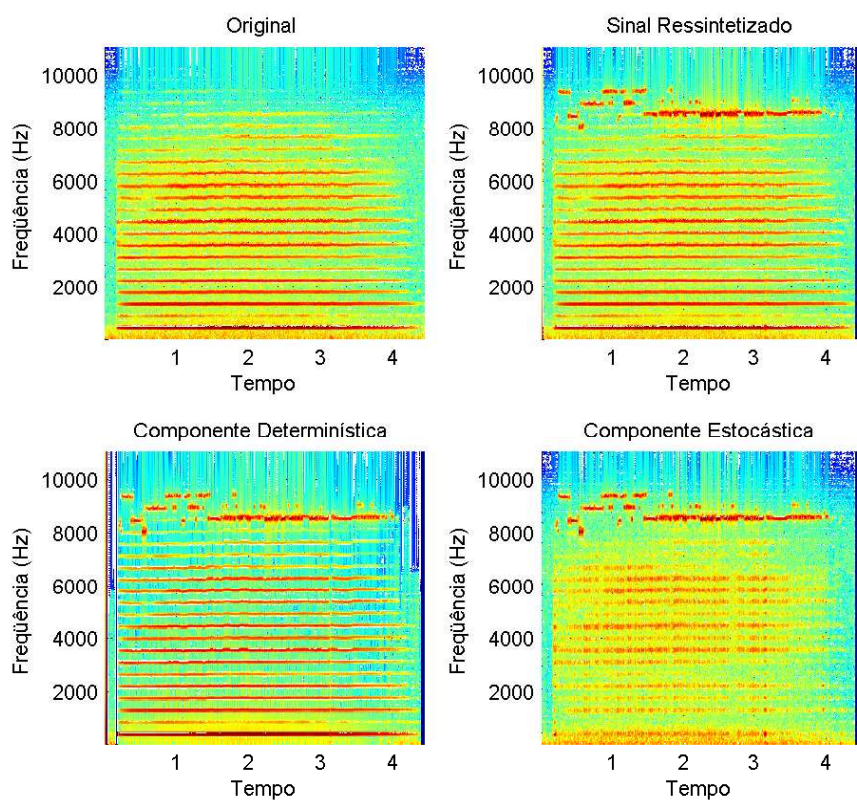 Original
Sinal Ressintetizado
Freqüência (Hz)
10000
8000
6000
4000
2000
1 2 3 4
Tempo
Freqüência (Hz)
10000
8000
6000
4000
2000
1 2 3 4
Tempo
Componente Determinística
Componente Estocástica
Freqüência (Hz)
10000
8000
6000
4000
2000
1 2 3 4
Tempo
Freqüência (Hz)
10000
8000
6000
4000
2000
1 2 3 4
Tempo